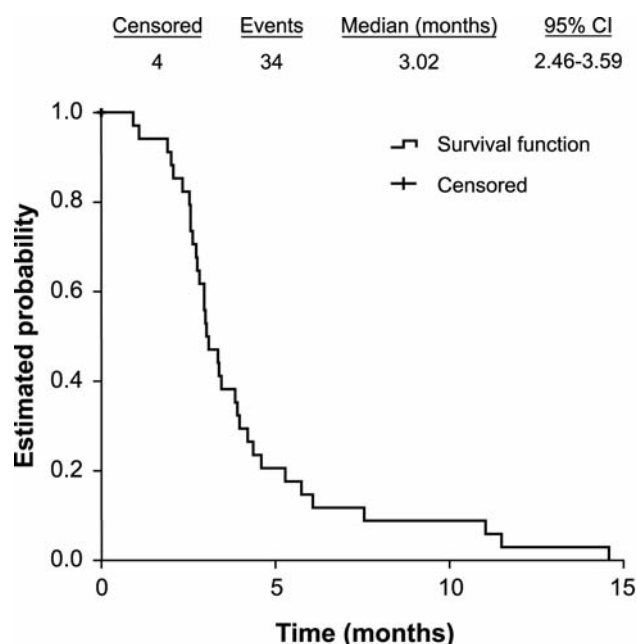 Censored Events Median (months) 95% CI
4 34 3.02 2.46-3.59
1.0
Survival function
Censored
0.8
0.6
0.4
0.2
0.0
0 5 10 15
Estimated probability
Time (months)